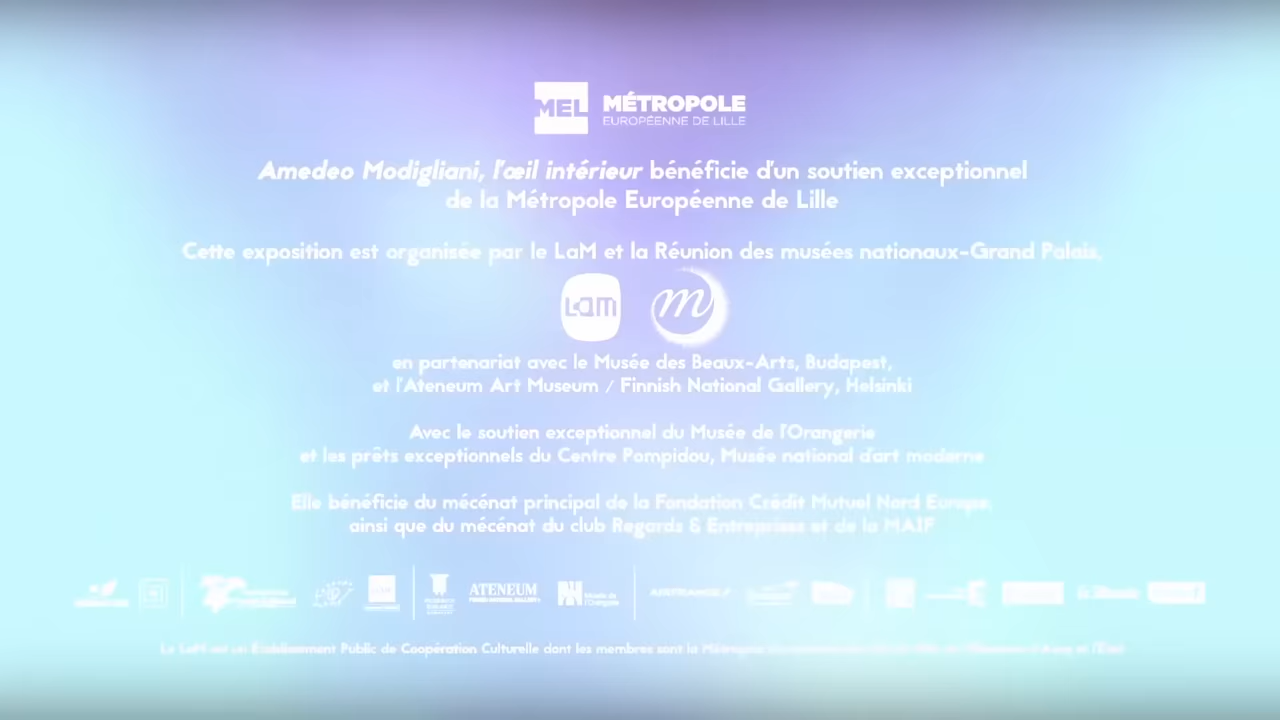 MEL MÉTROPOLE
EUROPÉENNE DE LILLE
Amedeo Modigliani, l'œil intérieur bénéficie d'un soutien exceptionnel
de la Métropole Européenne de Lille
Cette exposition est organisée par le LaM et la Réunion des musées nationaux-Grand Palais,
LaM m
en partenariat avec le Musée des Beaux-Arts, Budapest,
et l'Ateneum Art Museum / Finnish National Gallery, Helsinki
Avec le soutien exceptionnel du Musée de l'Orangerie
et les prêts exceptionnels du Centre Pompidou, Musée national d'art moderne
Elle bénéficie du mécénat principal de la Fondation Crédit Mutuel Nord Europe,
ainsi que du mécénat du club Regards & Entreprises et de la MAIF
ATENEUM
Musée de
l'Orangerie
Le LaM est un Établissement Public de Coopération Culturelle dont les membres sont la Métropole